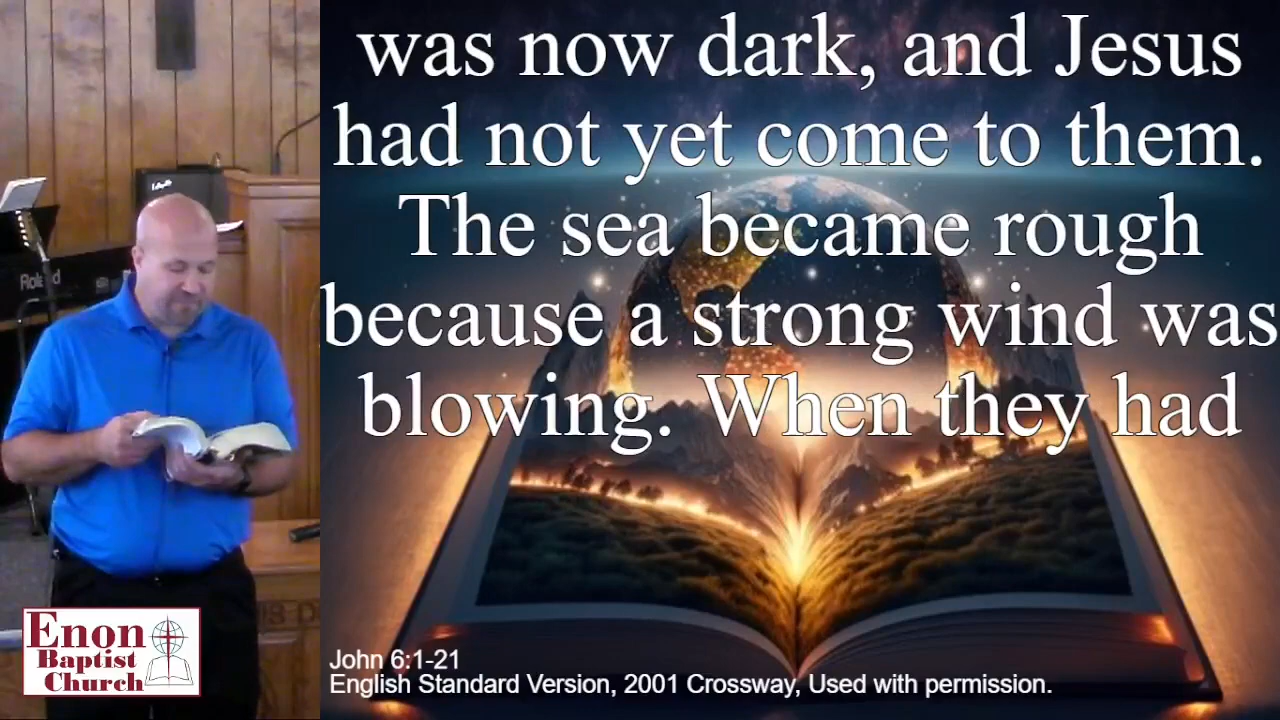 was now dark, and Jesus
had not yet come to them.
The sea became rough
because a strong wind was
blowing. When they had
John 6:1-21
English Standard Version, 2001 Crossway, Used with permission.
Enon
Baptist
Church
Roland